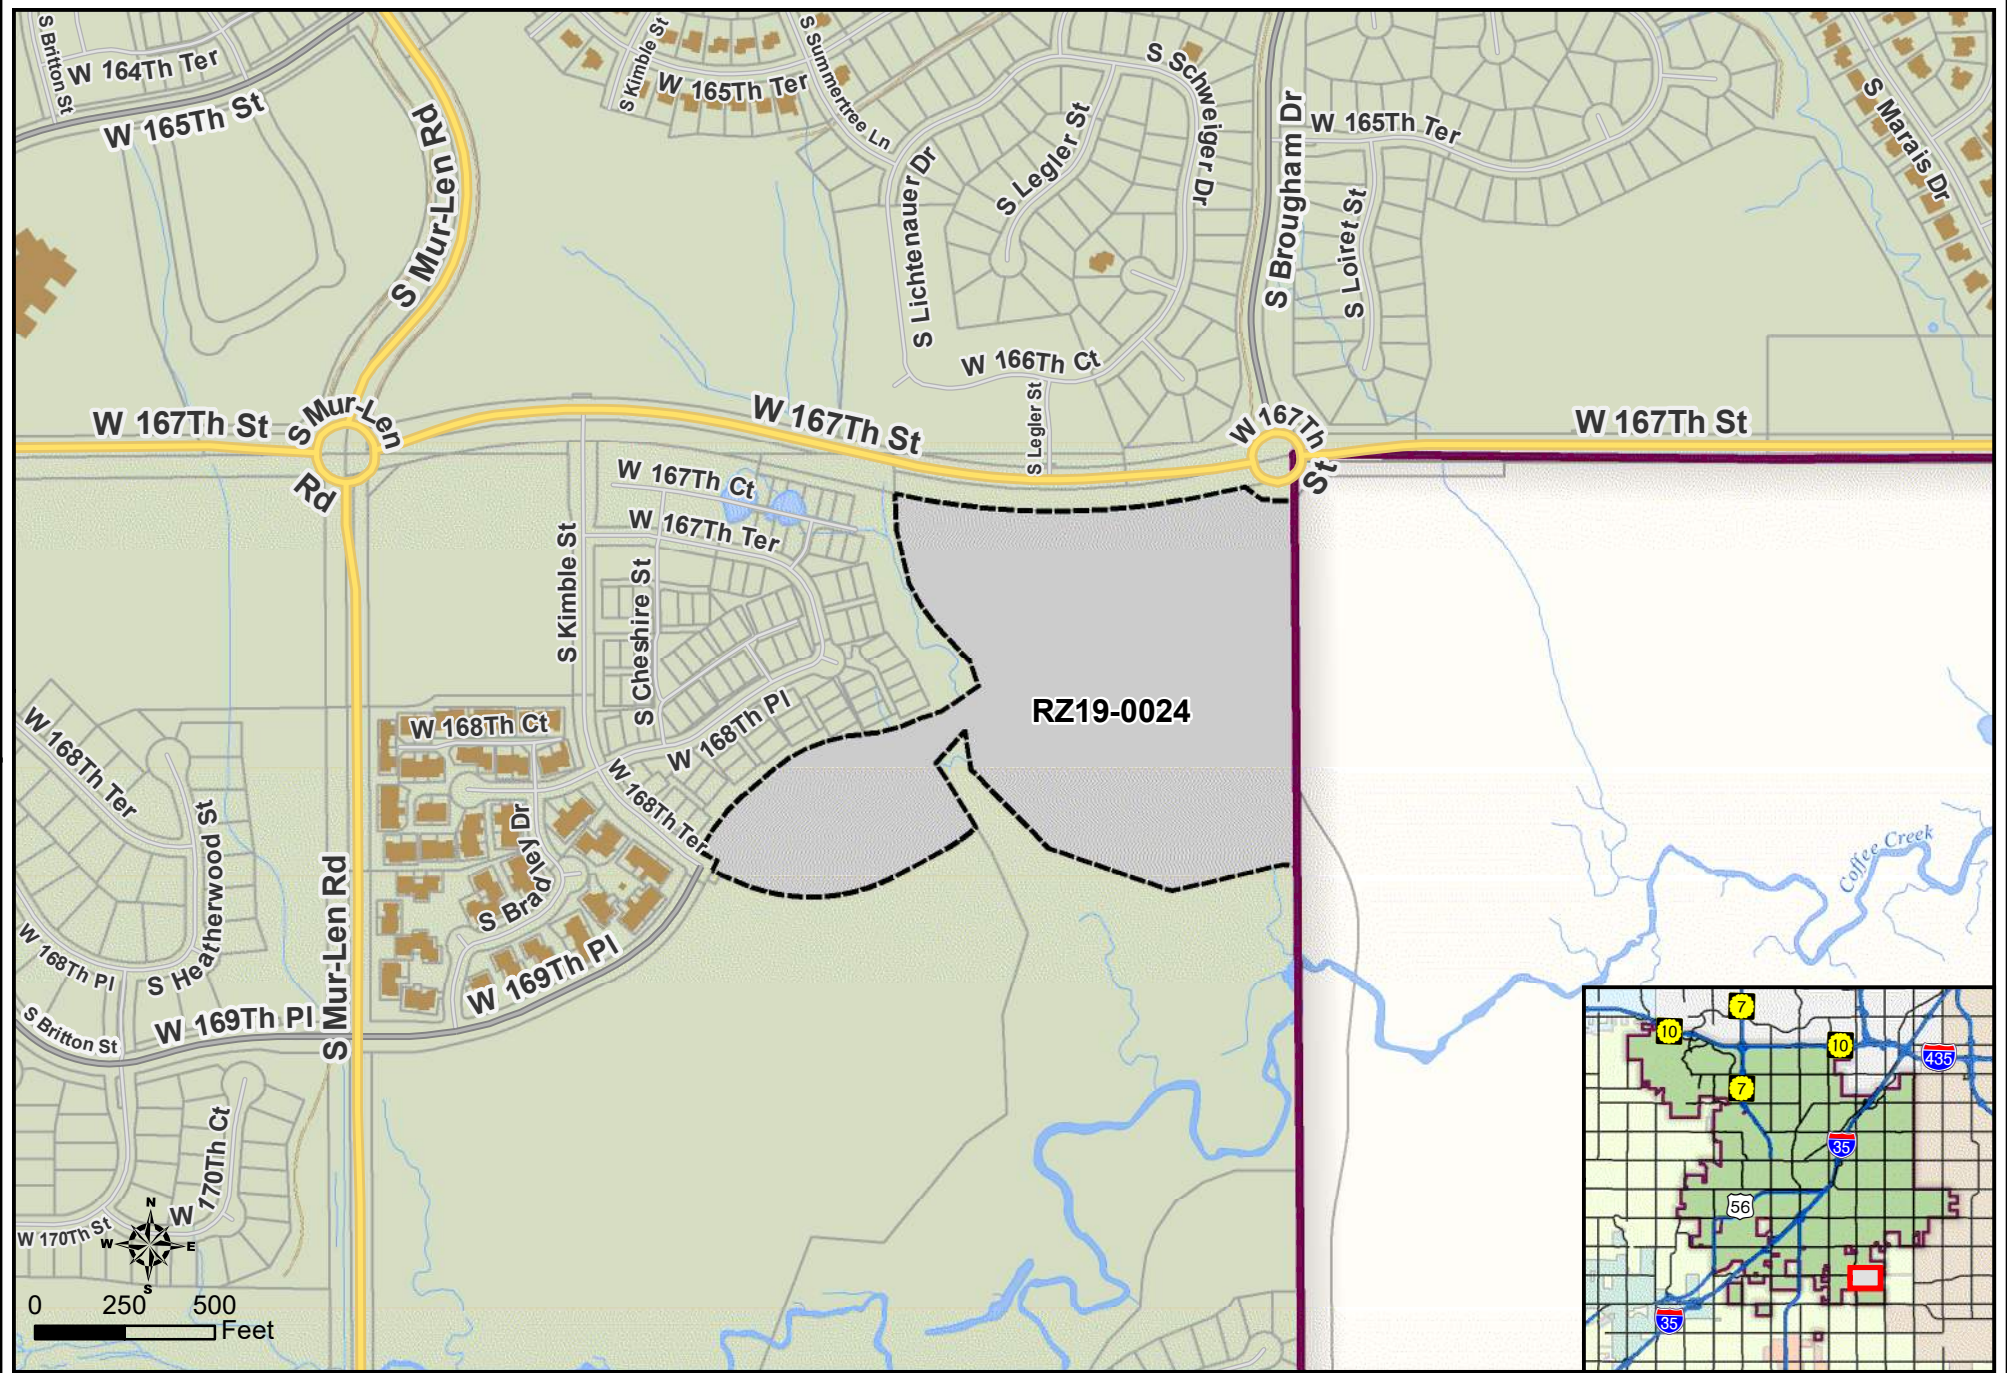 S Britton St
W 164Th Ter
W 165Th St
S Mur-Len Rd
S Kimble St
W 165Th Ter
S Summertree Ln
S Lichtenauer Dr
S Legler St
S Schweiger Dr
S Brougham Dr
W 165Th Ter
S Loiret St
S Marais Dr
W 166Th Ct
S Legler St
W 167Th St
S Mur-Len
Rd
W 167Th St
W 167Th
St
W 167Th St
W 167Th Ct
W 167Th Ter
S Kimble St
S Cheshire St
W 168Th Pl
RZ19-0024
W 168Th Ct
W 168Th Ter
S Bradley Dr
W 168Th Ter
S Heatherwood St
S Mur-Len Rd
W 168Th Pl
S Britton St
W 169Th Pl
W 169Th Pl
Coffee Creek
W 170Th Ct
W 170Th St
N
W
E
S
0 250 500
Feet
7
10
10
435
7
35
56
35